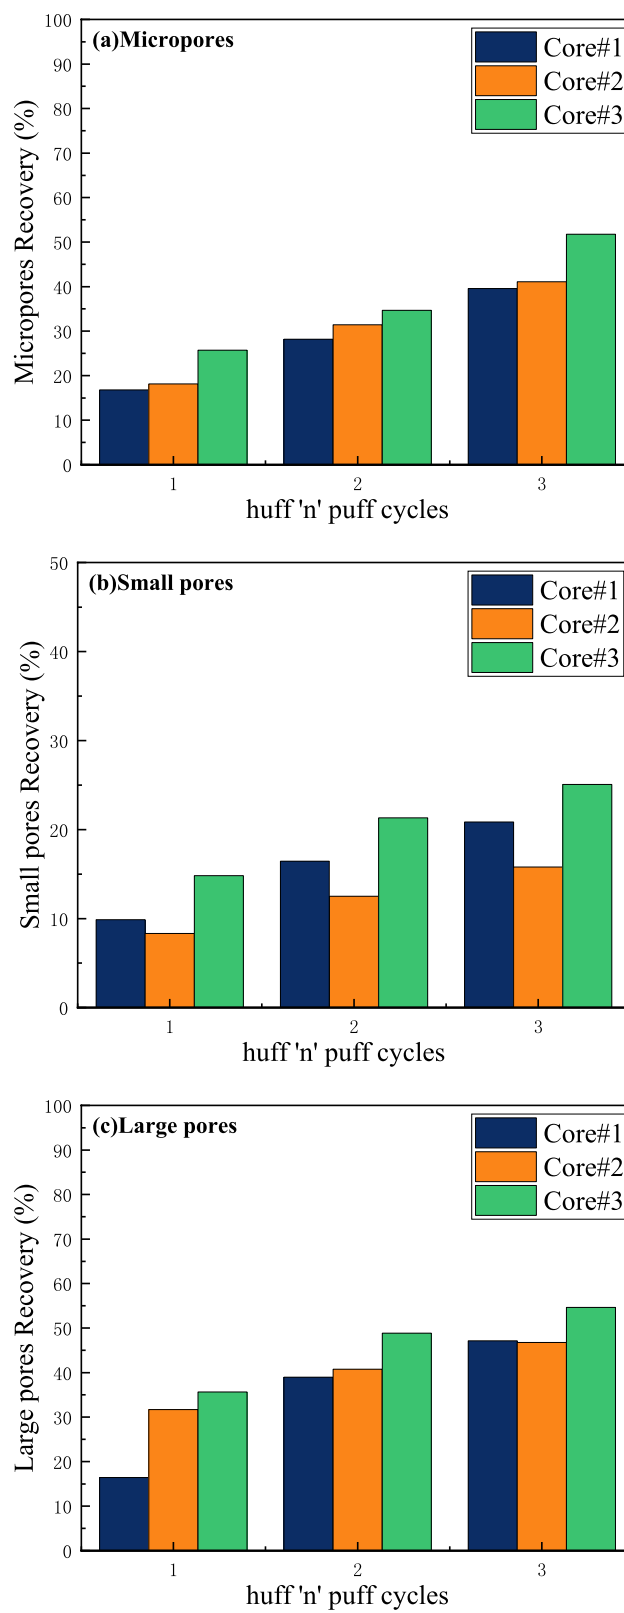 (a)Micropores
Core#1
Core#2
Core#3
100
90
80
70
60
50
40
30
20
10
0
Micropores Recovery (%)
1 2 3
huff 'n' puff cycles
(b)Small pores
Core#1
Core#2
Core#3
50
40
30
20
10
0
Small pores Recovery (%)
1 2 3
huff 'n' puff cycles
(c)Large pores
Core#1
Core#2
Core#3
100
90
80
70
60
50
40
30
20
10
0
Large pores Recovery (%)
1 2 3
huff 'n' puff cycles